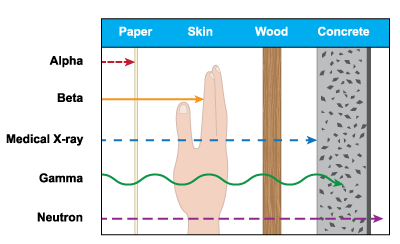 Paper Skin Wood Concrete
Alpha
Beta
Medical X-ray
Gamma
Neutron